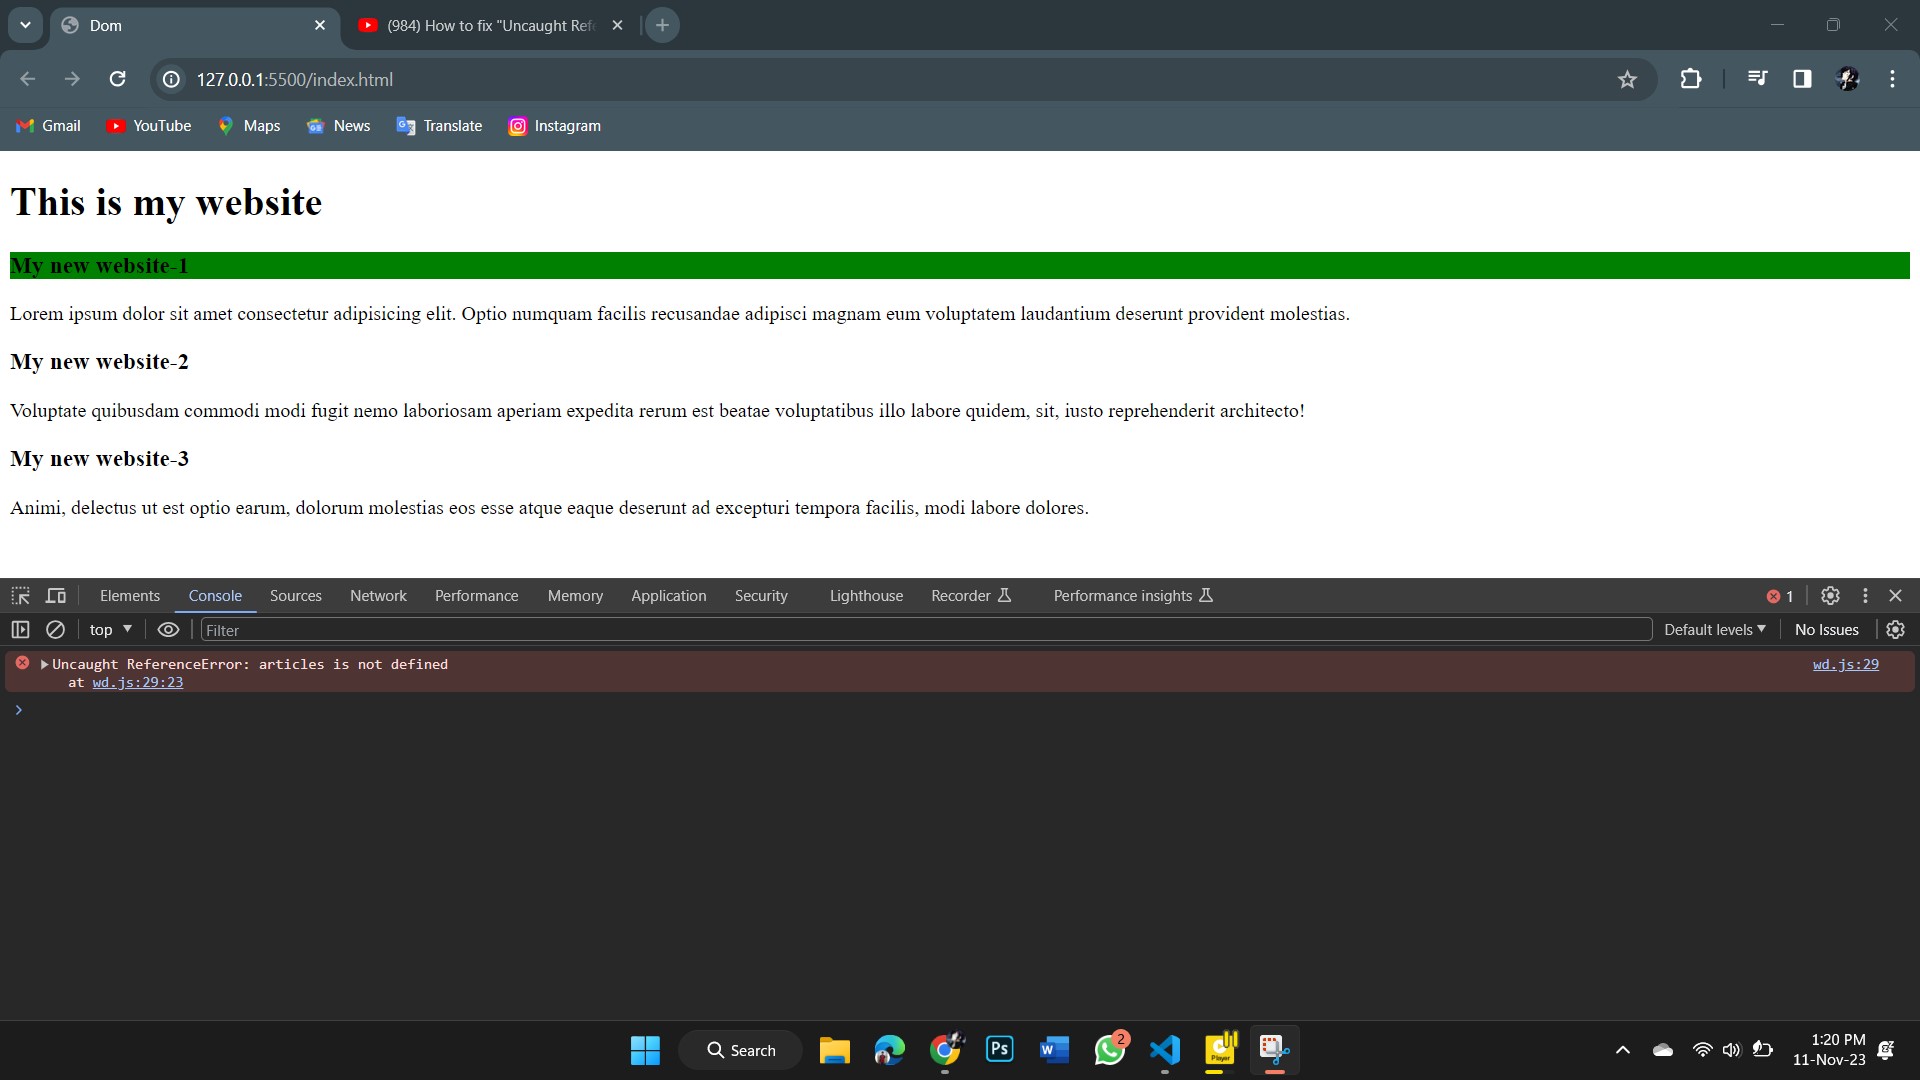 Dom
(984) How to fix "Uncaught Refe
127.0.0.1:5500/index.html
Gmail YouTube Maps News Translate Instagram
This is my website
My new website-1
Lorem ipsum dolor sit amet consectetur adipisicing elit. Optio numquam facilis recusandae adipisci magnam eum voluptatem laudantium deserunt provident molestias.
My new website-2
Voluptate quibusdam commodi modi fugit nemo laboriosam aperiam expedita rerum est beatae voluptatibus illo labore quidem, sit, iusto reprehenderit architecto!
My new website-3
Animi, delectus ut est optio earum, dolorum molestias eos esse atque eaque deserunt ad excepturi tempora facilis, modi labore dolores.
Elements Console Sources Network Performance Memory Application Security Lighthouse Recorder Performance insights 1
top Filter Default levels No Issues
Uncaught ReferenceError: articles is not defined wd.js:29
at wd.js:29:23
Search Ps W Player 2
1:20 PM
11-Nov-23